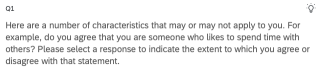 Q1
Here are a number of characteristics that may or may not apply to you. For
example, do you agree that you are someone who likes to spend time with
others? Please select a response to indicate the extent to which you agree or
disagree with that statement.